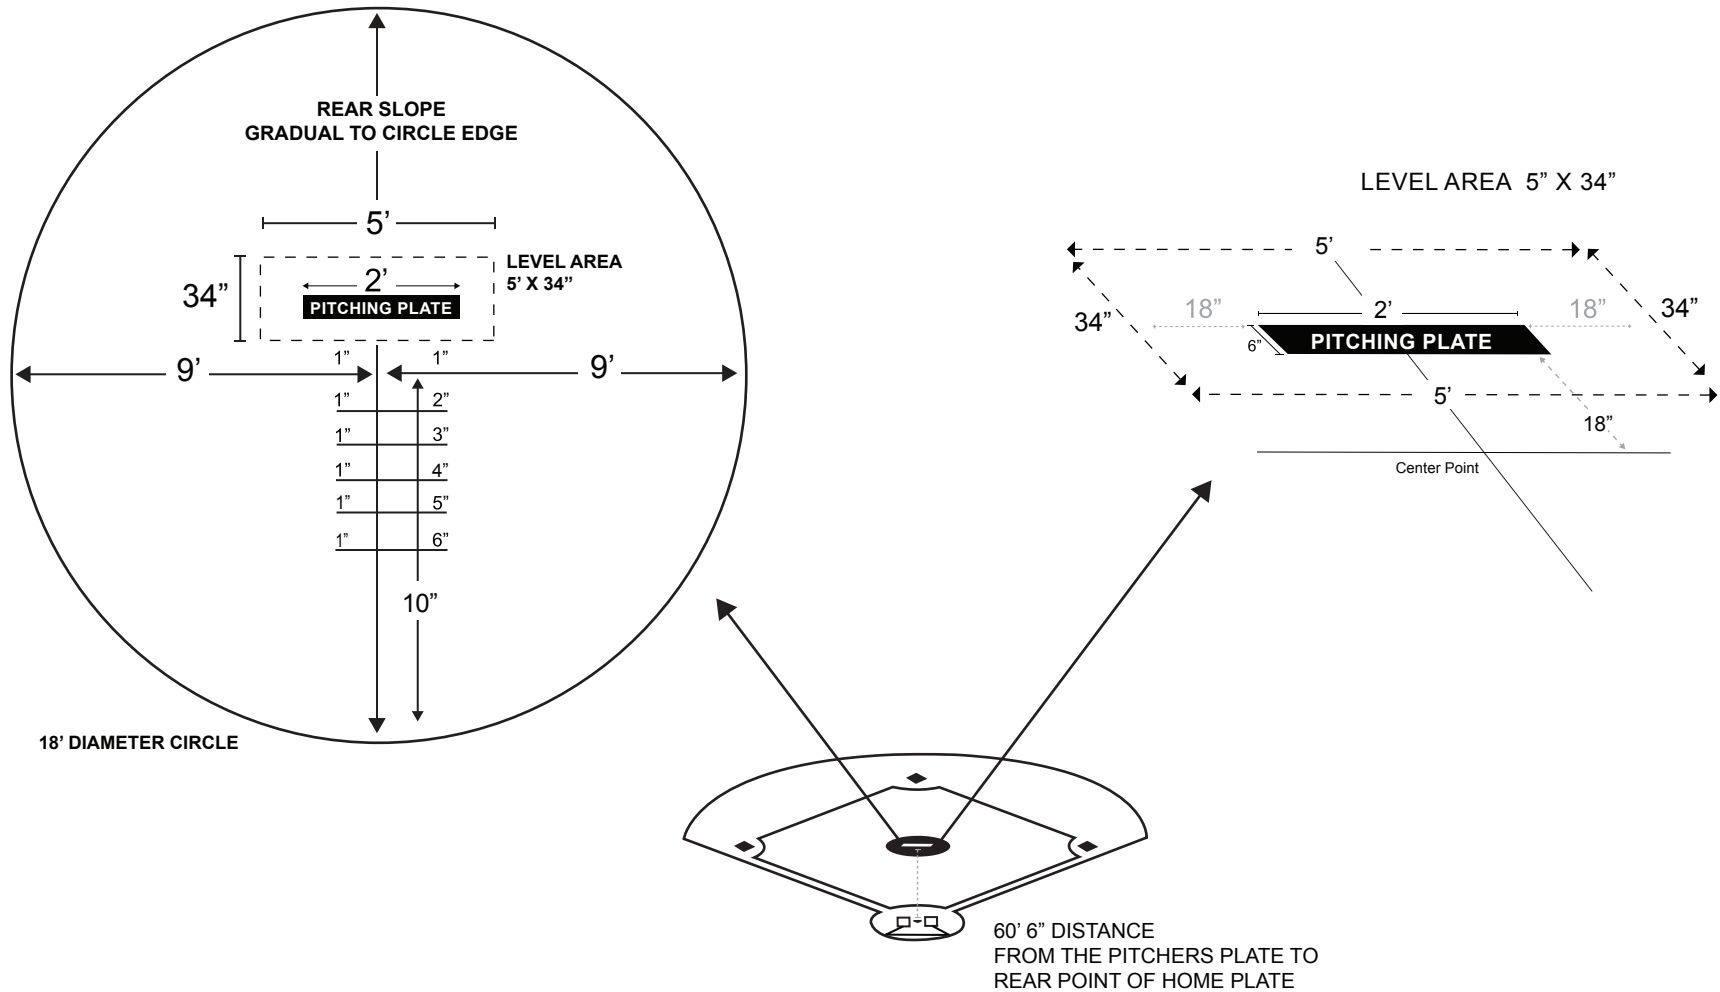 REAR SLOPE
GRADUAL TO CIRCLE EDGE
5’
LEVEL AREA
5’ X 34”
34”
2’
PITCHING PLATE
1” 1”
9’ 9’
1” 2”
1” 3”
1” 4”
1” 5”
1” 6”
10”
18’ DIAMETER CIRCLE
LEVEL AREA 5” X 34”
5’
18” 2’ 18”
34” 34”
6”
PITCHING PLATE
5’
18”
Center Point
60’ 6” DISTANCE
FROM THE PITCHERS PLATE TO
REAR POINT OF HOME PLATE